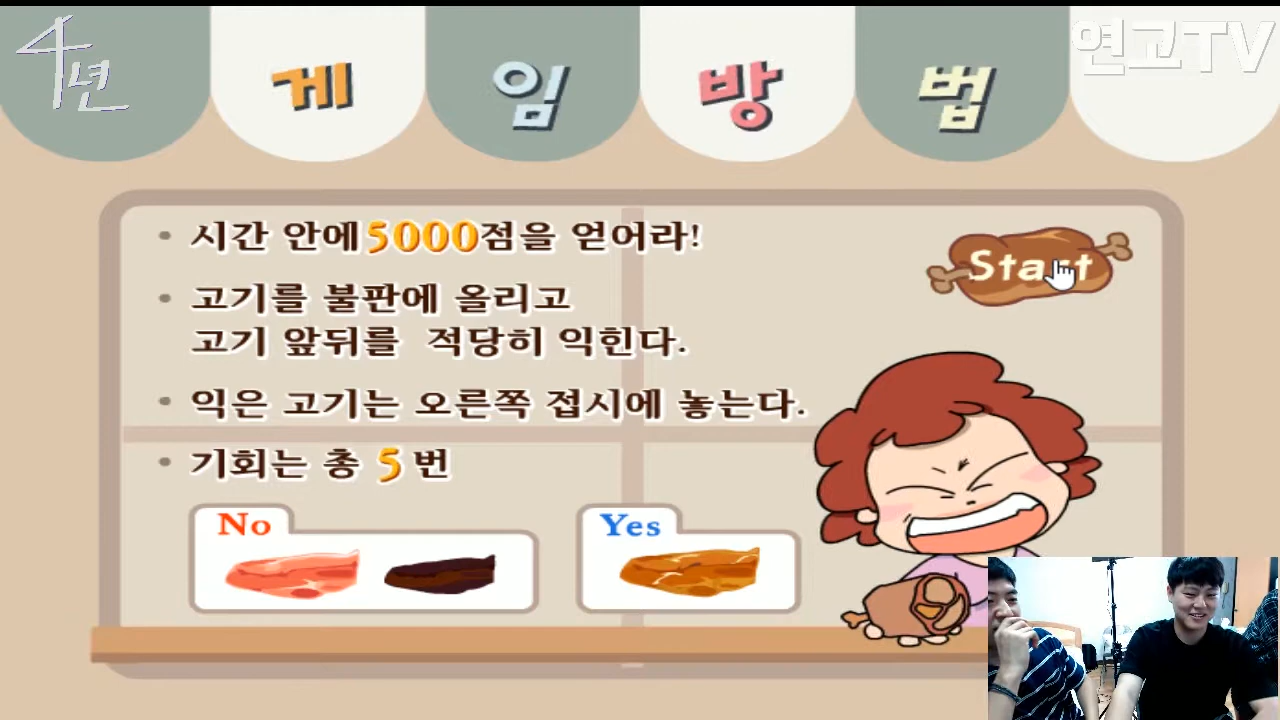 4년
연고TV
게임방법
• 시간 안에 5000점을 얻어라!
• 고기를 불판에 올리고
고기 앞뒤를 적당히 익힌다.
Start
• 익은 고기는 오른쪽 접시에 놓는다.
• 기회는 총 5 번
No
Yes